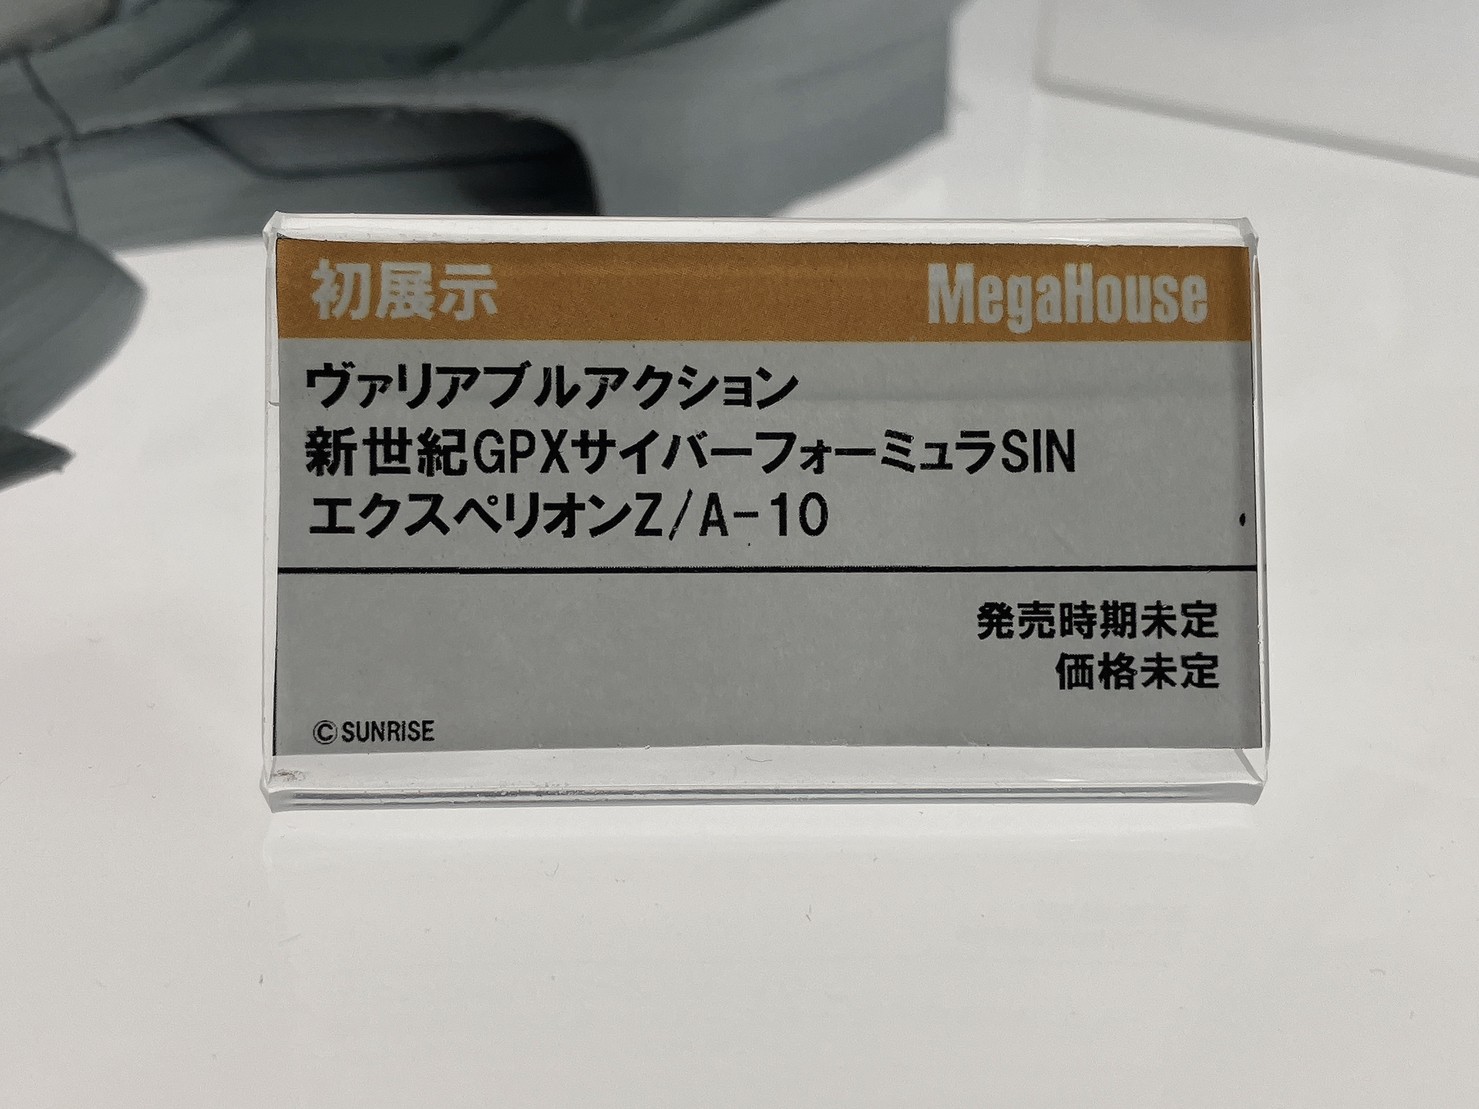 初展示 MegaHouse
ヴァリアブルアクション
新世紀GPXサイバーフォーミュラSIN
エクスペリオンZ/A-10
発売時期未定
価格未定
©SUNRISE